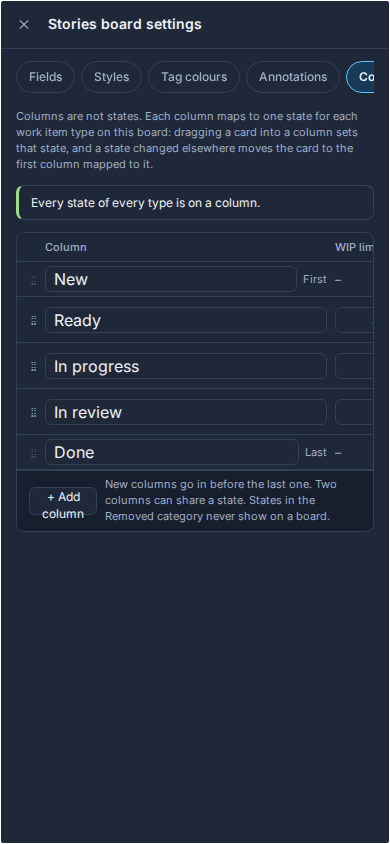 Stories board settings
Fields Styles Tag colours Annotations Co
Columns are not states. Each column maps to one state for each
work item type on this board: dragging a card into a column sets
that state, and a state changed elsewhere moves the card to the
first column mapped to it.
Every state of every type is on a column.
Column WIP lim
New First –
Ready
In progress
In review
Done Last –
+ Add
column
New columns go in before the last one. Two
columns can share a state. States in the
Removed category never show on a board.